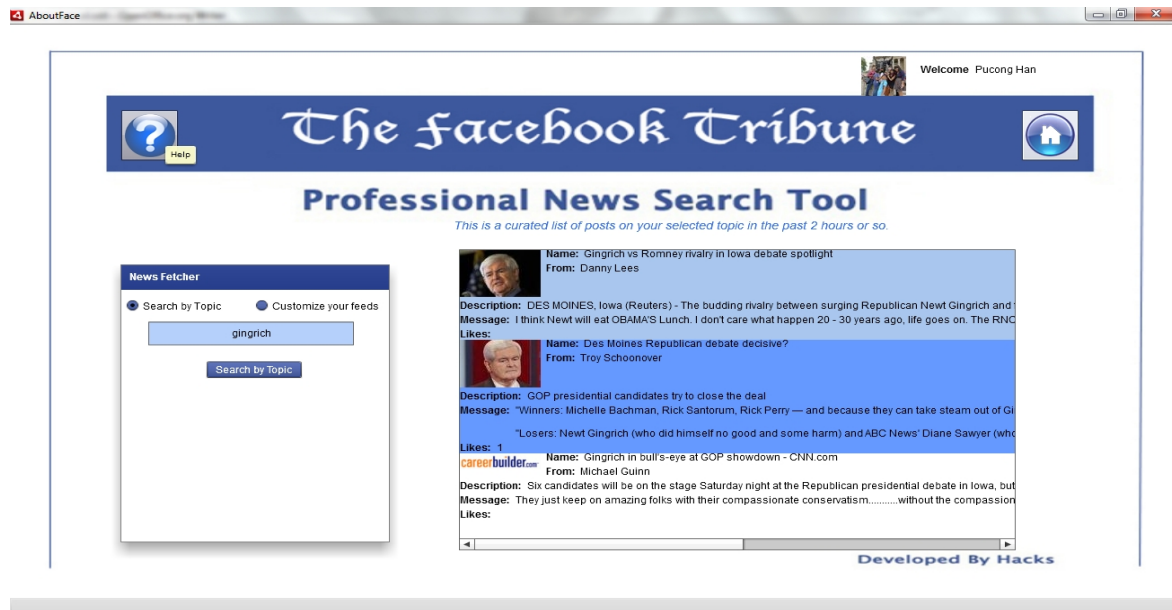 AboutFace
Welcome Pucong Han
The Facebook Tribune
Help
Professional News Search Tool
This is a curated list of posts on your selected topic in the past 2 hours or so.
News Fetcher
Search by Topic Customize your feeds
gingrich
Search by Topic
Name: Gingrich vs Romney rivalry in Iowa debate spotlight
From: Danny Lees
Description: DES MOINES, Iowa (Reuters) - The budding rivalry between surging Republican Newt Gingrich and
Message: I think Newt will eat OBAMA'S Lunch. I don't care what happen 20 - 30 years ago, life goes on. The RNC
Likes:
Name: Des Moines Republican debate decisive?
From: Troy Schoonover
Description: GOP presidential candidates try to close the deal
Message: "Winners: Michelle Bachman, Rick Santorum, Rick Perry — and because they can take steam out of Gi
"Losers: Newt Gingrich (who did himself no good and some harm) and ABC News' Diane Sawyer (who
Likes: 1
careerbuilder.com
Name: Gingrich in bull's-eye at GOP showdown - CNN.com
From: Michael Guinn
Description: Six candidates will be on the stage Saturday night at the Republican presidential debate in Iowa, but
Message: They just keep on amazing folks with their compassionate conservatism..........without the compassion
Likes:
Developed By Hacks